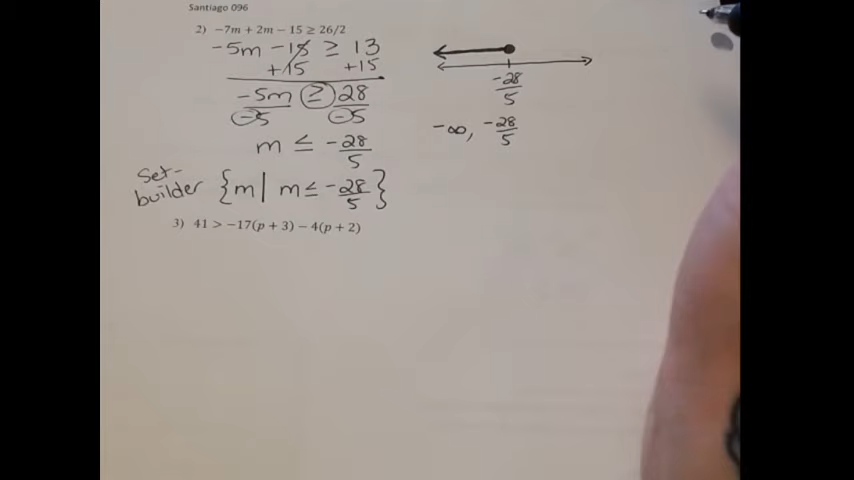 Santiago 096
2) −7m + 2m − 15 ≥ 26/2
-5m -15 ≥ 13
+15 +15
-5m ≥ 28
-5 -5
m ≤ -28/5
Set-builder {m | m ≤ -28/5}
-28/5
-∞, -28/5
3) 41 > −17(p + 3) − 4(p + 2)